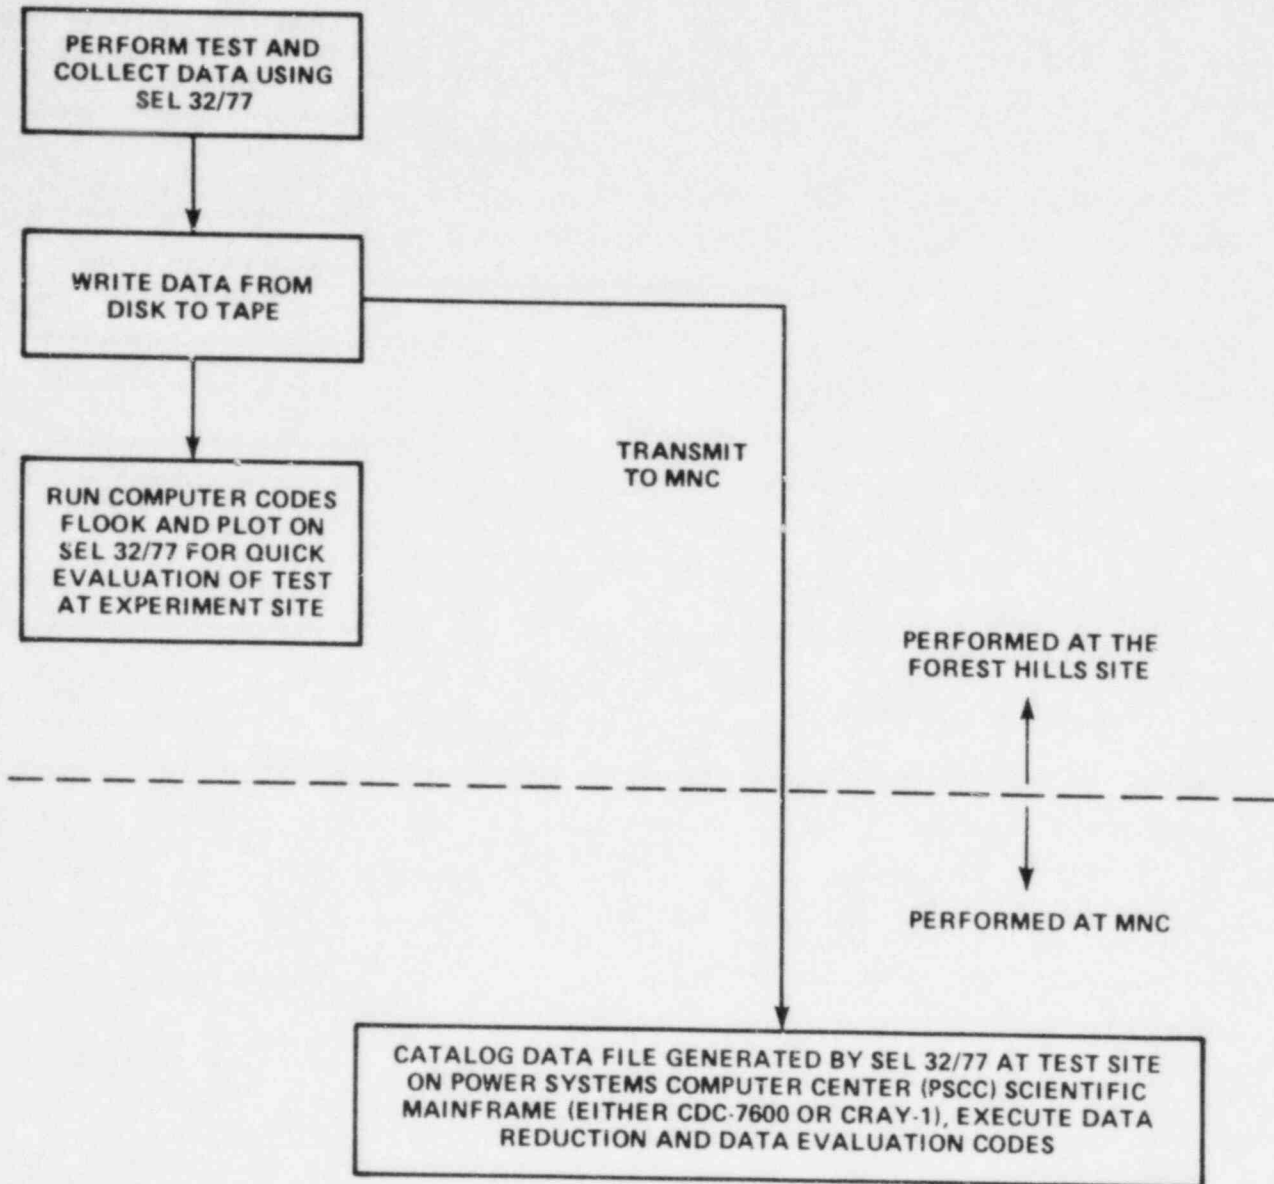 PERFORM TEST AND
COLLECT DATA USING
SEL 32/77
WRITE DATA FROM
DISK TO TAPE
RUN COMPUTER CODES
FLOOK AND PLOT ON
SEL 32/77 FOR QUICK
EVALUATION OF TEST
AT EXPERIMENT SITE
TRANSMIT
TO MNC
PERFORMED AT THE
FOREST HILLS SITE
PERFORMED AT MNC
CATALOG DATA FILE GENERATED BY SEL 32/77 AT TEST SITE
ON POWER SYSTEMS COMPUTER CENTER (PSCC) SCIENTIFIC
MAINFRAME (EITHER CDC-7600 OR CRAY-1), EXECUTE DATA
REDUCTION AND DATA EVALUATION CODES